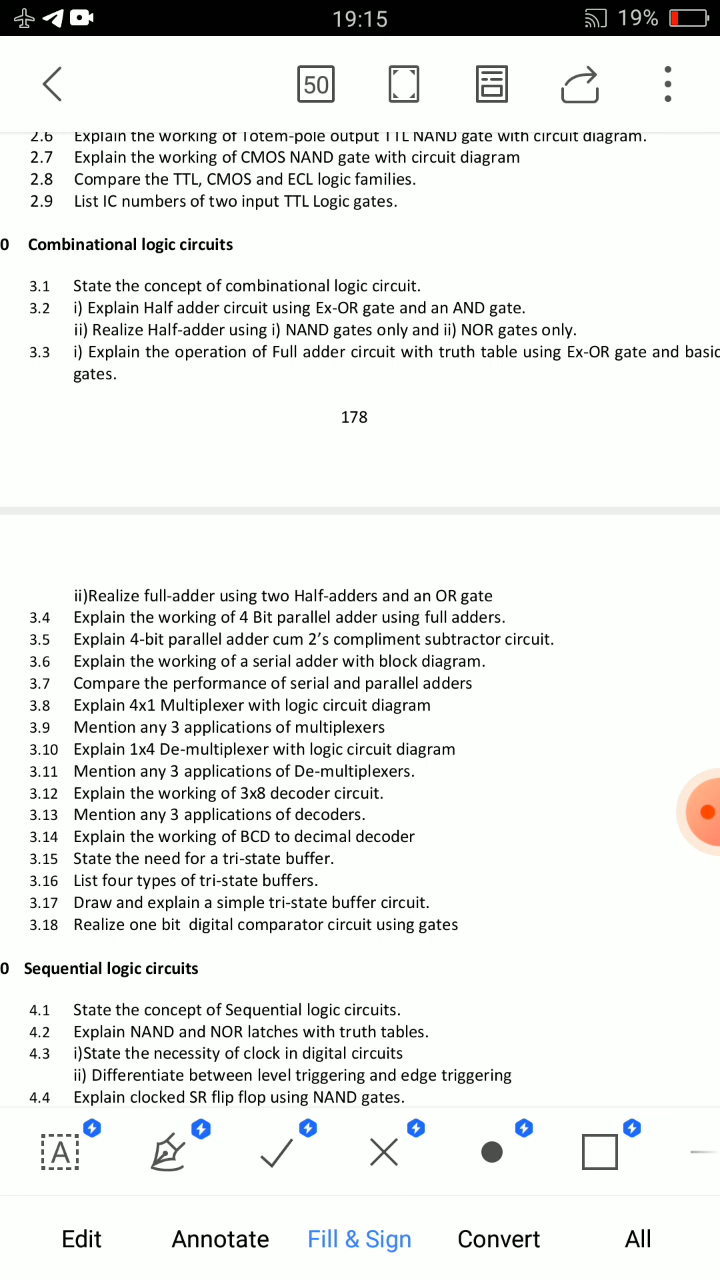 19:15
19%
50
2.6 Explain the working of Totem-pole output TTL NAND gate with circuit diagram.
2.7 Explain the working of CMOS NAND gate with circuit diagram
2.8 Compare the TTL, CMOS and ECL logic families.
2.9 List IC numbers of two input TTL Logic gates.
0 Combinational logic circuits
3.1 State the concept of combinational logic circuit.
3.2 i) Explain Half adder circuit using Ex-OR gate and an AND gate.
ii) Realize Half-adder using i) NAND gates only and ii) NOR gates only.
3.3 i) Explain the operation of Full adder circuit with truth table using Ex-OR gate and basic
gates.
178
ii)Realize full-adder using two Half-adders and an OR gate
3.4 Explain the working of 4 Bit parallel adder using full adders.
3.5 Explain 4-bit parallel adder cum 2’s compliment subtractor circuit.
3.6 Explain the working of a serial adder with block diagram.
3.7 Compare the performance of serial and parallel adders
3.8 Explain 4x1 Multiplexer with logic circuit diagram
3.9 Mention any 3 applications of multiplexers
3.10 Explain 1x4 De-multiplexer with logic circuit diagram
3.11 Mention any 3 applications of De-multiplexers.
3.12 Explain the working of 3x8 decoder circuit.
3.13 Mention any 3 applications of decoders.
3.14 Explain the working of BCD to decimal decoder
3.15 State the need for a tri-state buffer.
3.16 List four types of tri-state buffers.
3.17 Draw and explain a simple tri-state buffer circuit.
3.18 Realize one bit digital comparator circuit using gates
0 Sequential logic circuits
4.1 State the concept of Sequential logic circuits.
4.2 Explain NAND and NOR latches with truth tables.
4.3 i)State the necessity of clock in digital circuits
ii) Differentiate between level triggering and edge triggering
4.4 Explain clocked SR flip flop using NAND gates.
A
Edit Annotate Fill & Sign Convert All